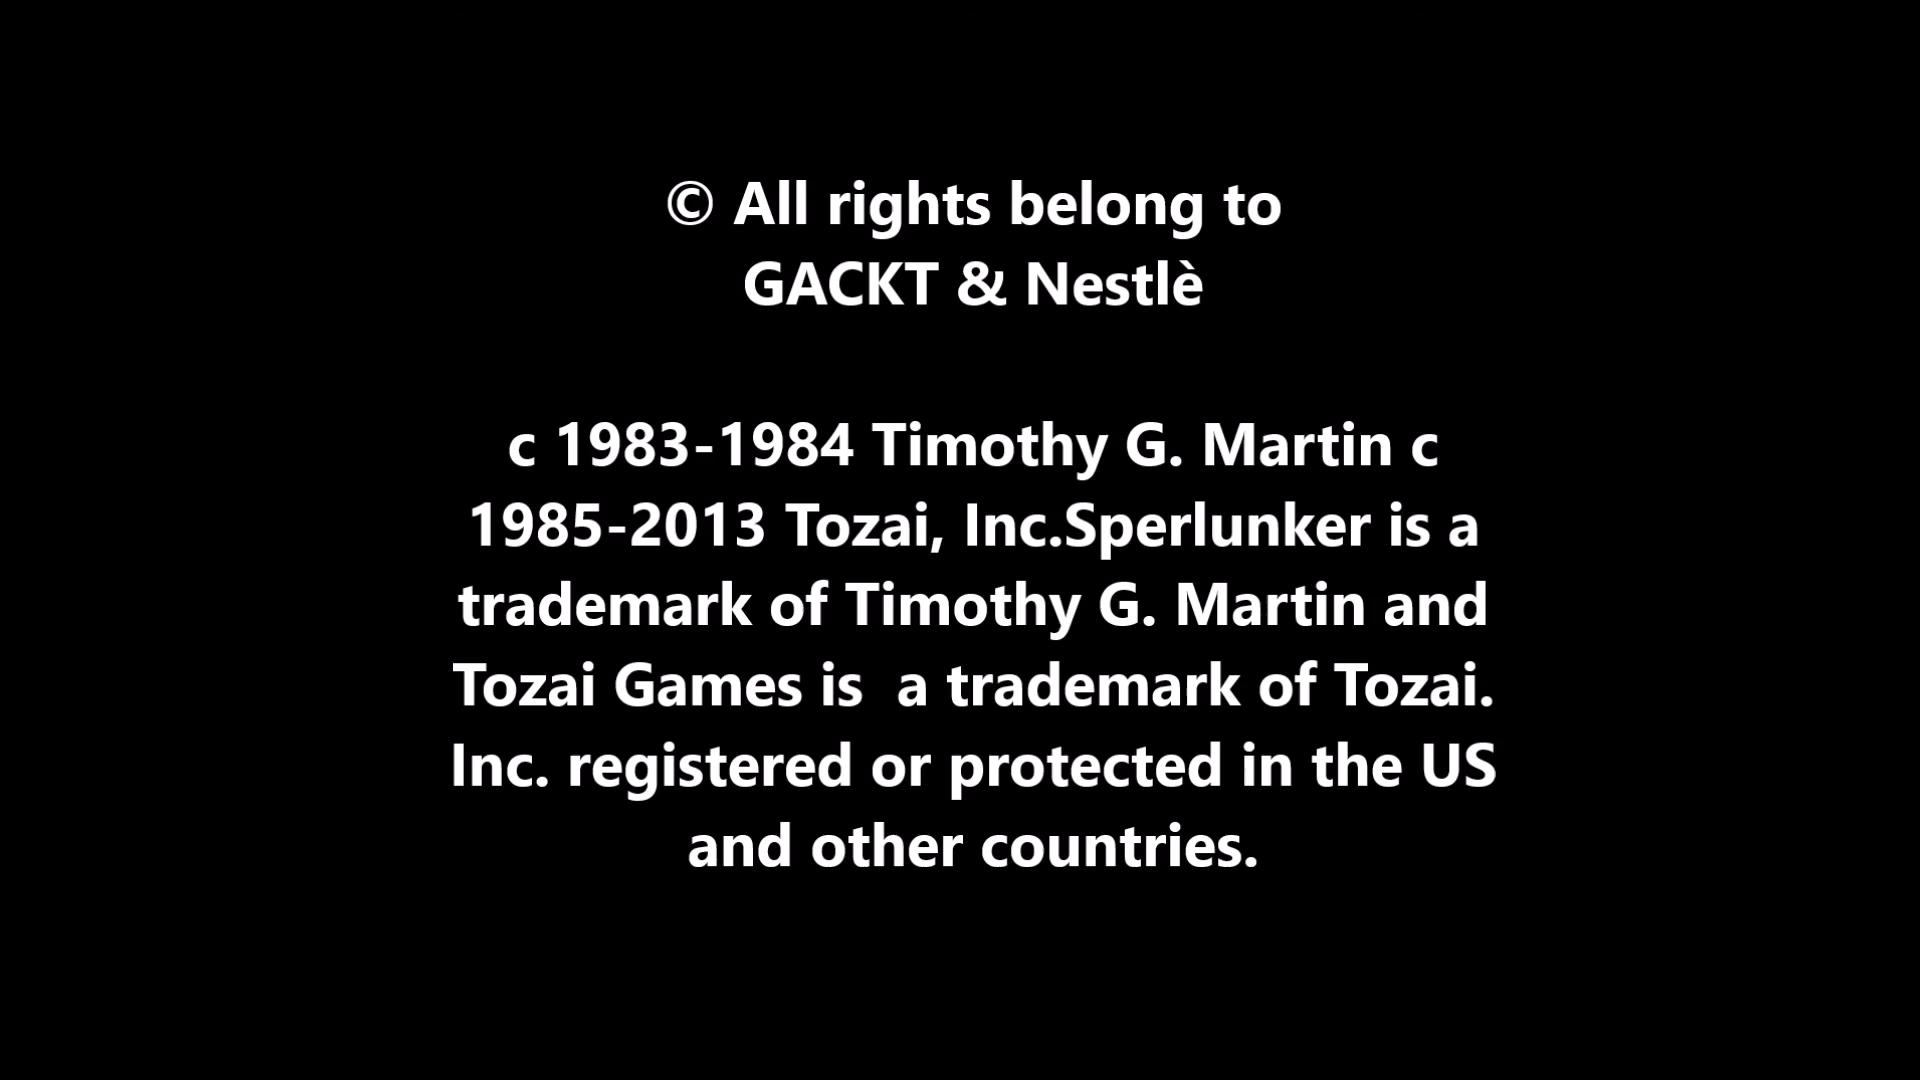 © All rights belong to
GACKT & Nestlè
c 1983-1984 Timothy G. Martin c
1985-2013 Tozai, Inc.Sperlunker is a
trademark of Timothy G. Martin and
Tozai Games is  a trademark of Tozai.
Inc. registered or protected in the US
and other countries.